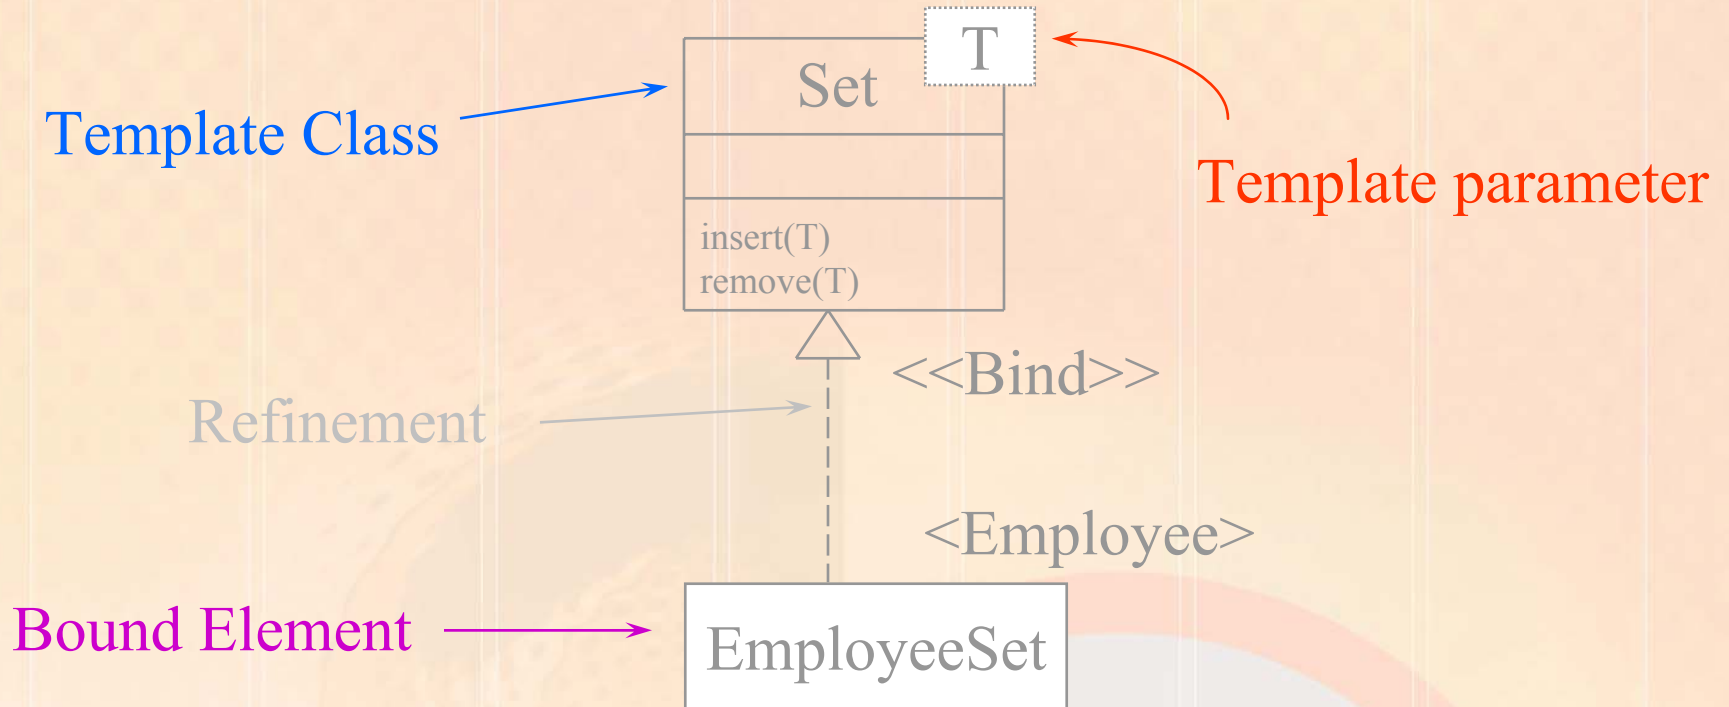 T
Set
Template Class
Template parameter
insert(T)
remove(T)
<<Bind>>
Refinement
<Employee>
Bound Element
EmployeeSet